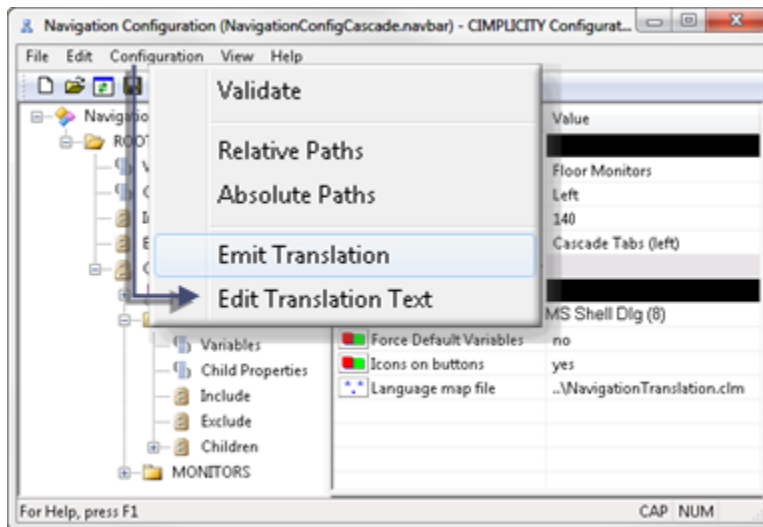 Navigation Configuration (NavigationConfigCascade.navbar) - CIMPLICITY Configurat...
File Edit Configuration View Help
Validate
Relative Paths
Absolute Paths
Emit Translation
Edit Translation Text
Value
Floor Monitors
Left
140
Cascade Tabs (left)
MS Shell Dlg (8)
Force Default Variables no
Icons on buttons yes
Language map file ..\NavigationTranslation.clm
Variables
Child Properties
Include
Exclude
Children
MONITORS
For Help, press F1
CAP NUM